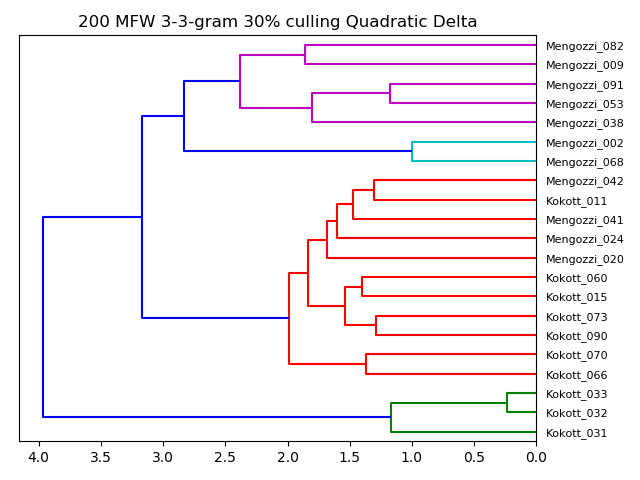 200 MFW 3-3-gram 30% culling Quadratic Delta
Mengozzi_082
Mengozzi_009
Mengozzi_091
Mengozzi_053
Mengozzi_038
Mengozzi_002
Mengozzi_068
Mengozzi_042
Kokott_011
Mengozzi_041
Mengozzi_024
Mengozzi_020
Kokott_060
Kokott_015
Kokott_073
Kokott_090
Kokott_070
Kokott_066
Kokott_033
Kokott_032
Kokott_031
4.0 3.5 3.0 2.5 2.0 1.5 1.0 0.5 0.0